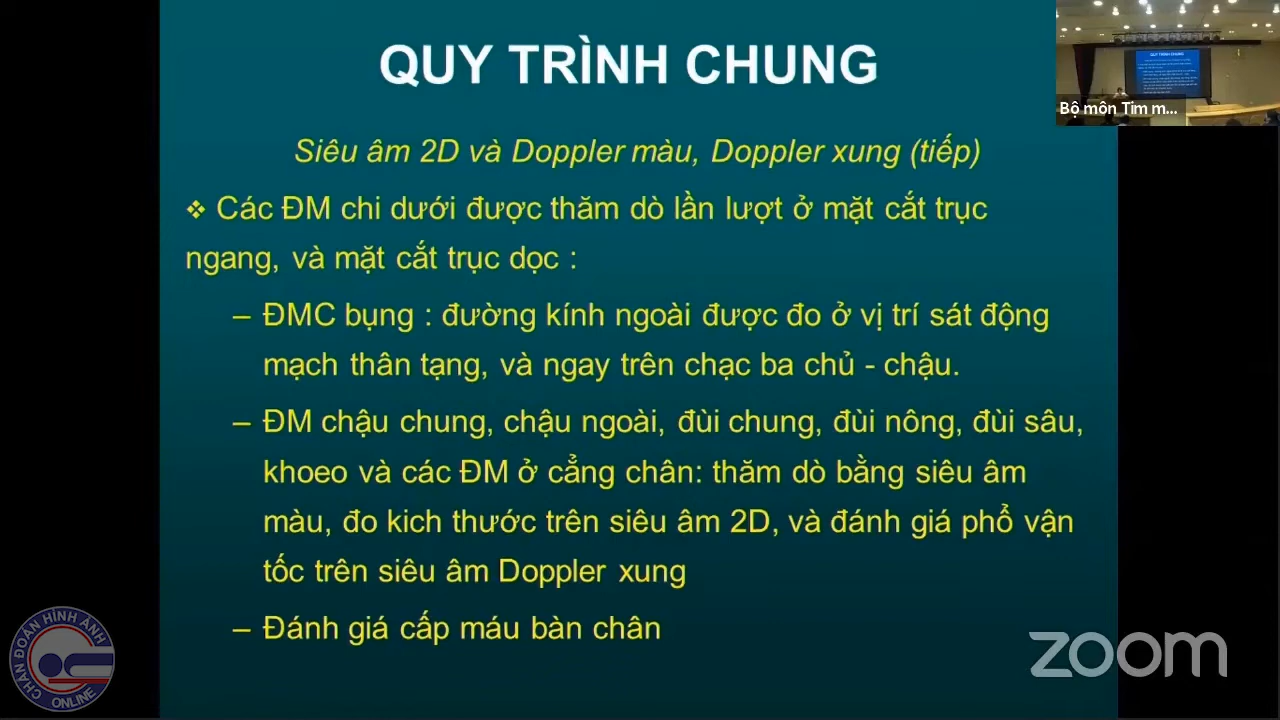 QUY TRÌNH CHUNG
Bộ môn Tim m...
Siêu âm 2D và Doppler màu, Doppler xung (tiếp)
❖ Các ĐM chi dưới được thăm dò lần lượt ở mặt cắt trục
ngang, và mặt cắt trục dọc :
– ĐMC bụng : đường kính ngoài được đo ở vị trí sát động
mạch thân tạng, và ngay trên chạc ba chủ - chậu.
– ĐM chậu chung, chậu ngoài, đùi chung, đùi nông, đùi sâu,
khoeo và các ĐM ở cẳng chân: thăm dò bằng siêu âm
màu, đo kich thước trên siêu âm 2D, và đánh giá phổ vận
tốc trên siêu âm Doppler xung
– Đánh giá cấp máu bàn chân
CHẨN ĐOÁN HÌNH ẢNH
ONLINE
zoom